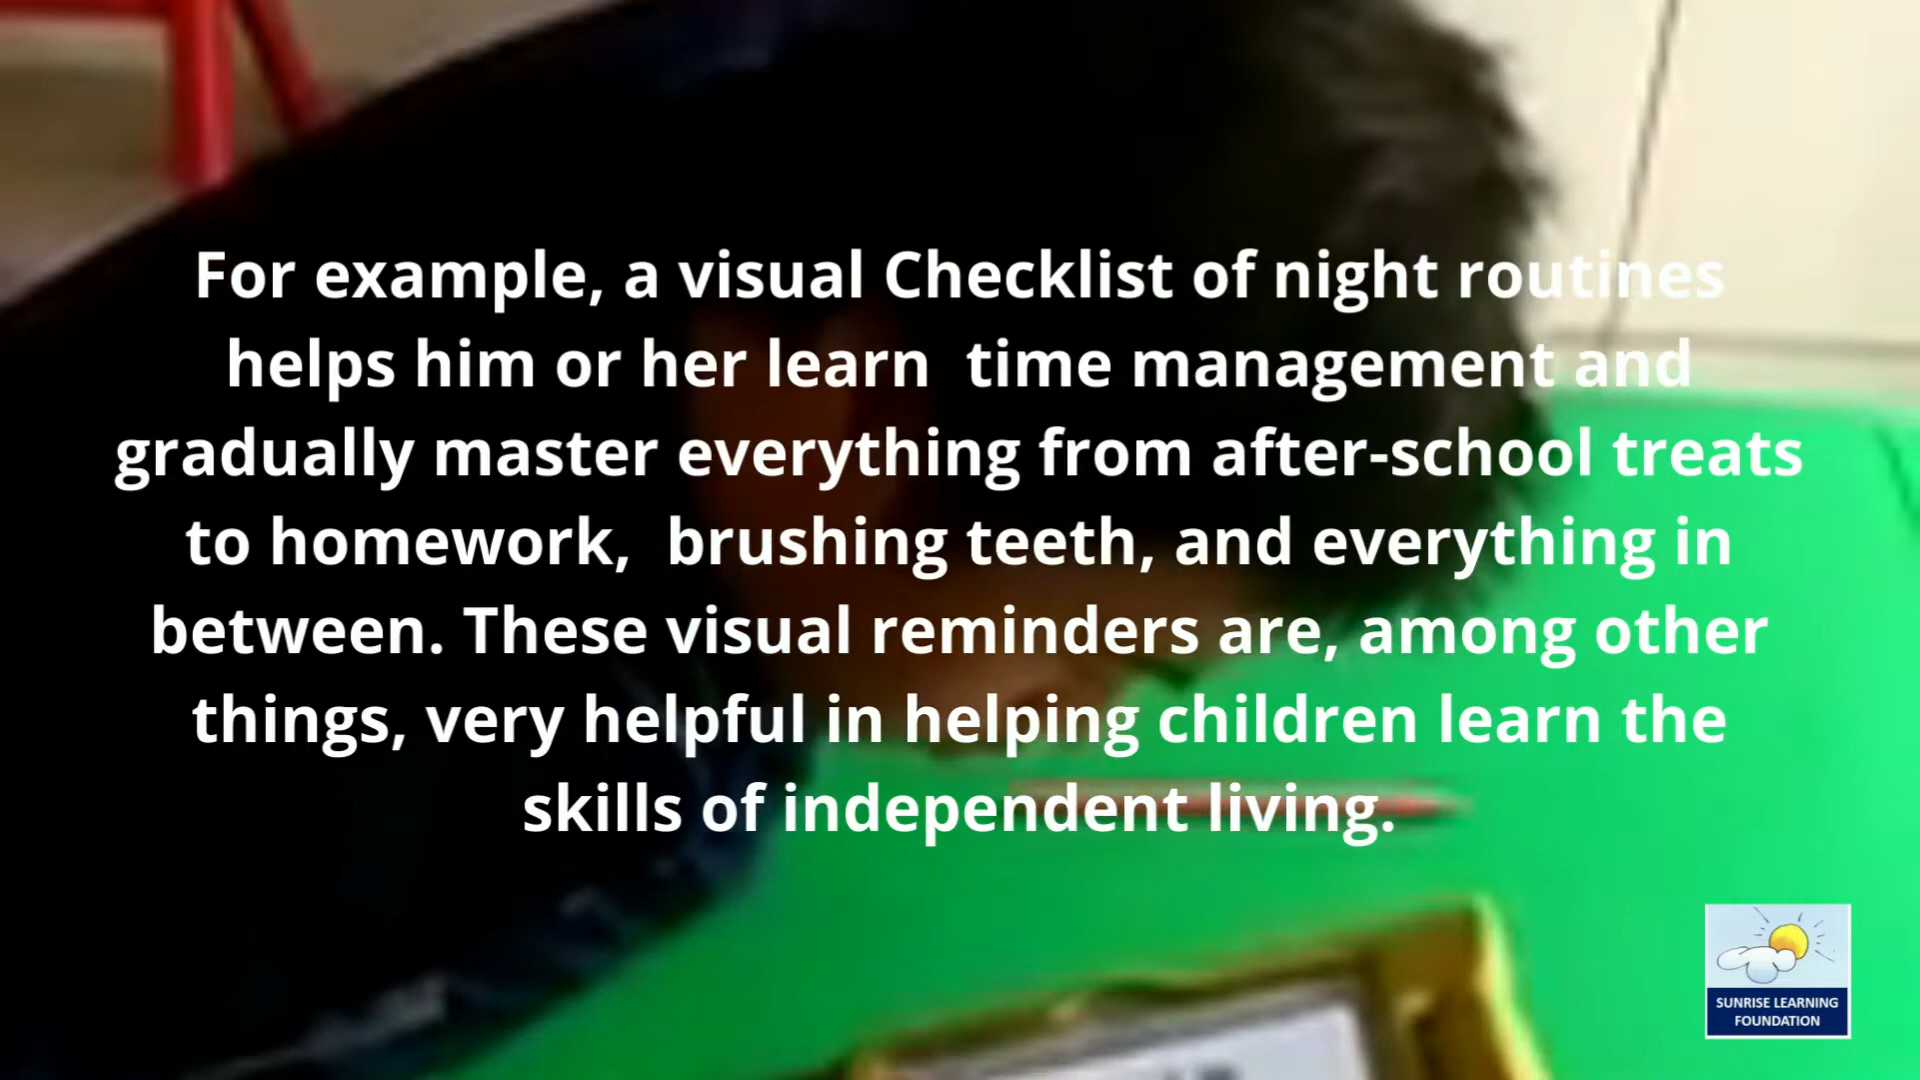 For example, a visual Checklist of night routines
helps him or her learn  time management and
gradually master everything from after-school treats
to homework,  brushing teeth, and everything in
between. These visual reminders are, among other
things, very helpful in helping children learn the
skills of independent living.
SUNRISE LEARNING
FOUNDATION